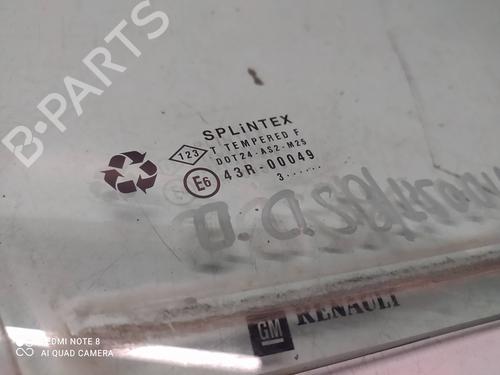 B-PARTS
SPLiNTEX
123 T TEMPERED F
DOT24-AS2-M25
E6 43R-00049
3......
GM RENAULT
REDMI NOTE 8
AI QUAD CAMERA